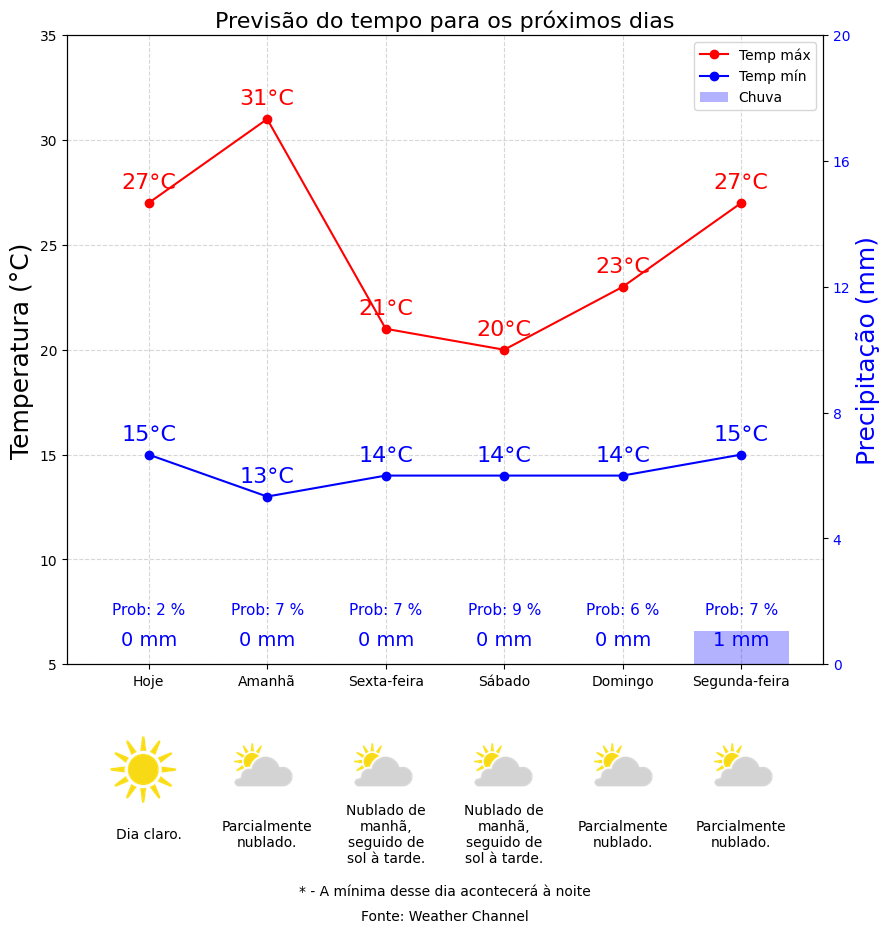 Previsão do tempo para os próximos dias
35
30
25
20
15
10
5
Temperatura (°C)
20
16
12
8
4
0
Precipitação (mm)
Temp máx
Temp mín
Chuva
27°C
31°C
21°C
20°C
23°C
27°C
15°C
13°C
14°C
14°C
14°C
15°C
Prob: 2 %
Prob: 7 %
Prob: 7 %
Prob: 9 %
Prob: 6 %
Prob: 7 %
0 mm
0 mm
0 mm
0 mm
0 mm
1 mm
Hoje
Amanhã
Sexta-feira
Sábado
Domingo
Segunda-feira
Dia claro.
Parcialmente
nublado.
Nublado de
manhã,
seguido de
sol à tarde.
Nublado de
manhã,
seguido de
sol à tarde.
Parcialmente
nublado.
Parcialmente
nublado.
* - A mínima desse dia acontecerá à noite
Fonte: Weather Channel